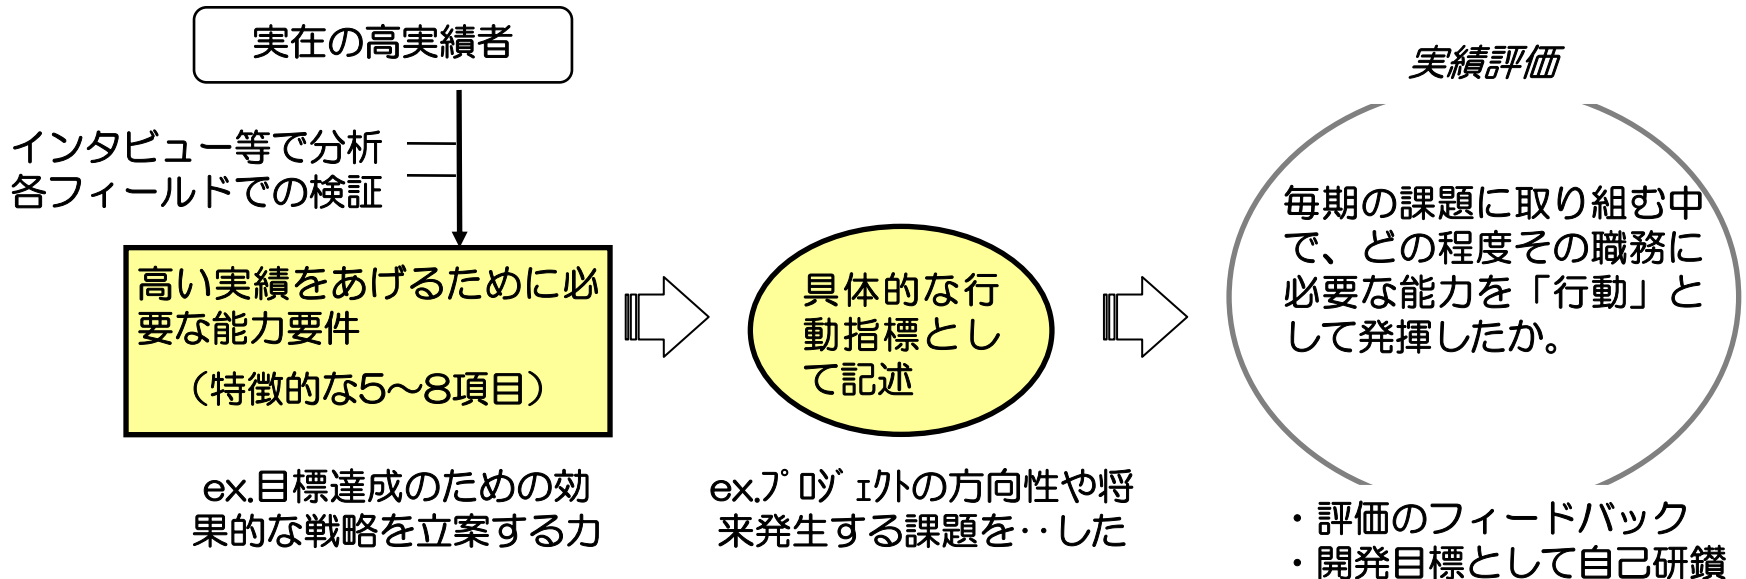 実在の高実績者
インタビュー等で分析
各フィールドでの検証
高い実績をあげるために必
要な能力要件
（特徴的な5〜8項目）
ex.目標達成のための効
果的な戦略を立案する力
具体的な行
動指標とし
て記述
ex.ﾌﾟﾛｼﾞｪｸﾄの方向性や将
来発生する課題を‥した
実績評価
毎期の課題に取り組む中
で、どの程度その職務に
必要な能力を「行動」と
して発揮したか。
・評価のフィードバック
・開発目標として自己研鑚